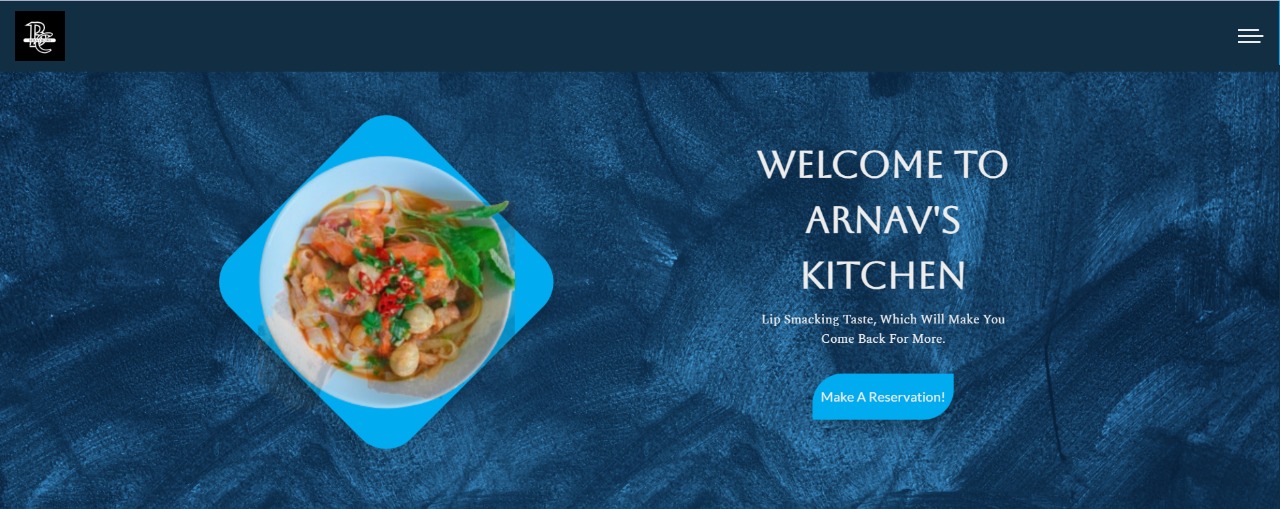 WELCOME TO
ARNAV'S
KITCHEN
Lip Smacking Taste, Which Will Make You
Come Back For More.
Make A Reservation!